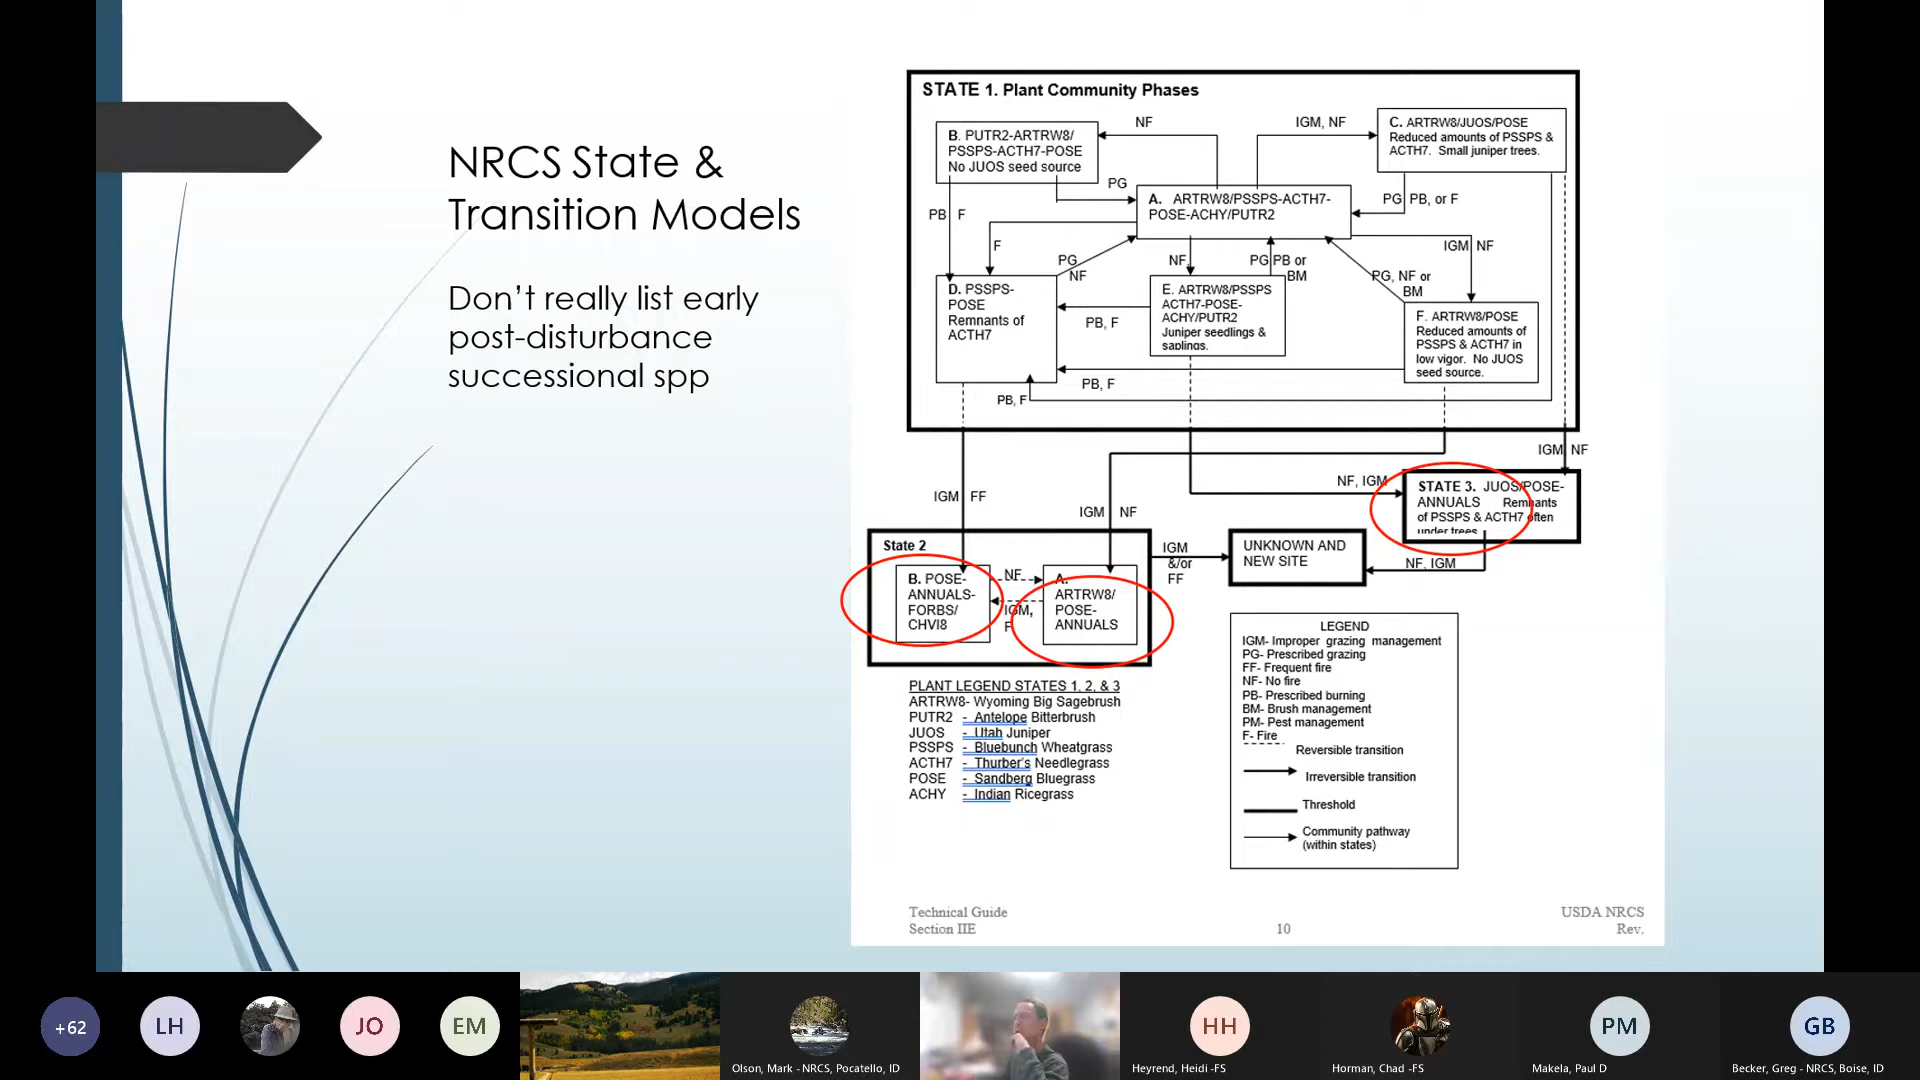 NRCS State &
Transition Models
Don't really list early
post-disturbance
successional spp
STATE 1. Plant Community Phases
B. PUTR2-ARTRW8/
PSSPS-ACTH7-POSE
No JUOS seed source
NF
IGM, NF
C. ARTRW8/JUOS/POSE
Reduced amounts of PSSPS &
ACTH7. Small juniper trees.
PG
A. ARTRW8/PSSPS-ACTH7-
POSE-ACHY/PUTR2
PG PB, or F
PB F
F
PG
NF
NF
PG PB or
BM
PG, NF or
BM
IGM NF
D. PSSPS-
POSE
Remnants of
ACTH7
PB, F
E. ARTRW8/PSSPS
ACTH7-POSE-
ACHY/PUTR2
Juniper seedlings &
saplings.
F. ARTRW8/POSE
Reduced amounts of
PSSPS & ACTH7 in
low vigor. No JUOS
seed source.
PB, F
PB, F
IGM NF
IGM FF
IGM NF
NF, IGM
STATE 3. JUOS/POSE-
ANNUALS Remnants
of PSSPS & ACTH7 often
under trees
NF, IGM
State 2
B. POSE-
ANNUALS-
FORBS/
CHVI8
NF
IGM,
F
A.
ARTRW8/
POSE-
ANNUALS
IGM
&/or
FF
UNKNOWN AND
NEW SITE
PLANT LEGEND STATES 1, 2, & 3
ARTRW8- Wyoming Big Sagebrush
PUTR2 - Antelope Bitterbrush
JUOS - Utah Juniper
PSSPS - Bluebunch Wheatgrass
ACTH7 - Thurber's Needlegrass
POSE - Sandberg Bluegrass
ACHY - Indian Ricegrass
LEGEND
IGM- Improper grazing management
PG- Prescribed grazing
FF- Frequent fire
NF- No fire
PB- Prescribed burning
BM- Brush management
PM- Pest management
F- Fire
Reversible transition
Irreversible transition
Threshold
Community pathway
(within states)
Technical Guide
Section IIE
10
USDA NRCS
Rev.
+62
LH
JO
EM
Olson, Mark - NRCS, Pocatello, ID
HH
Heyrend, Heidi -FS
Horman, Chad -FS
PM
Makela, Paul D
GB
Becker, Greg - NRCS, Boise, ID